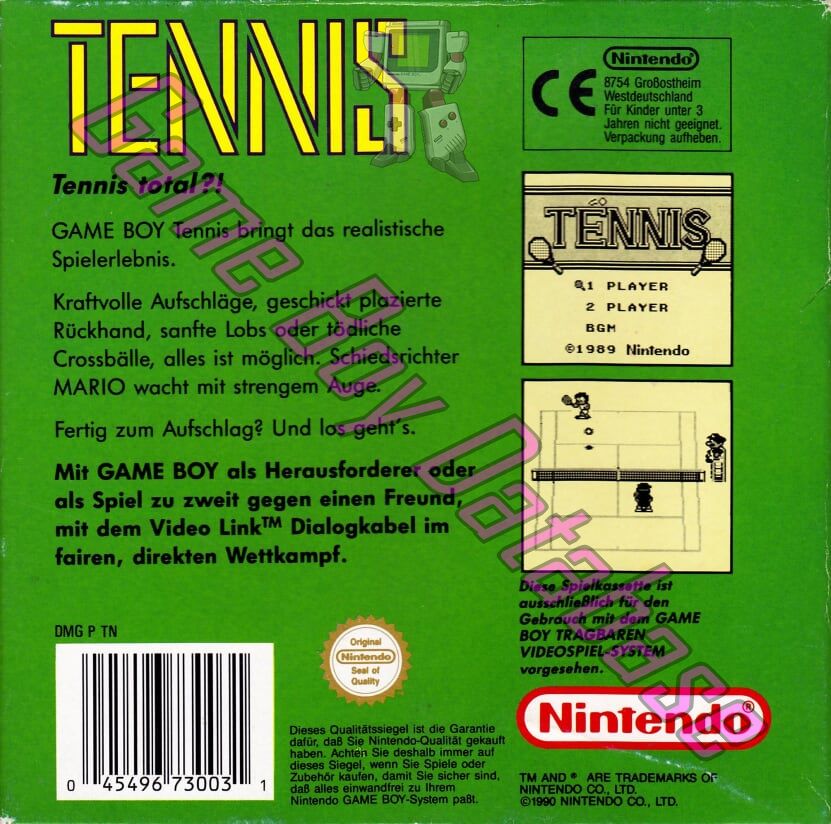 TENNIS
Tennis total?!
GAME BOY Tennis bringt das realistische
Spielerlebnis.
Kraftvolle Aufschläge, geschickt plazierte
Rückhand, sanfte Lobs oder tödliche
Crossbälle, alles ist möglich. Schiedsrichter
MARIO wacht mit strengem Auge.
Fertig zum Aufschlag? Und los geht's.
Mit GAME BOY als Herausforderer oder
als Spiel zu zweit gegen einen Freund,
mit dem Video Link™ Dialogkabel im
fairen, direkten Wettkampf.
CE
Nintendo®
8754 Großostheim
Westdeutschland
Für Kinder unter 3
Jahren nicht geeignet.
Verpackung aufheben.
TENNIS
1 PLAYER
2 PLAYER
BGM
©1989 Nintendo
Diese Spielkassette ist
ausschließlich für den
Gebrauch mit dem GAME
BOY TRAGBAREN
VIDEOSPIEL-SYSTEM
vorgesehen.
DMG P TN
0 45496 73003 1
Original
Nintendo
Seal of
Quality
Dieses Qualitätssiegel ist die Garantie
dafür, daß Sie Nintendo-Qualität gekauft
haben. Achten Sie deshalb immer auf
dieses Siegel, wenn Sie Spiele oder
Zubehör kaufen, damit Sie sicher sind,
daß alles einwandfrei zu Ihrem
Nintendo GAME BOY-System paßt.
Nintendo®
TM AND ® ARE TRADEMARKS OF
NINTENDO CO., LTD.
©1990 NINTENDO CO., LTD.
Game Boy Database